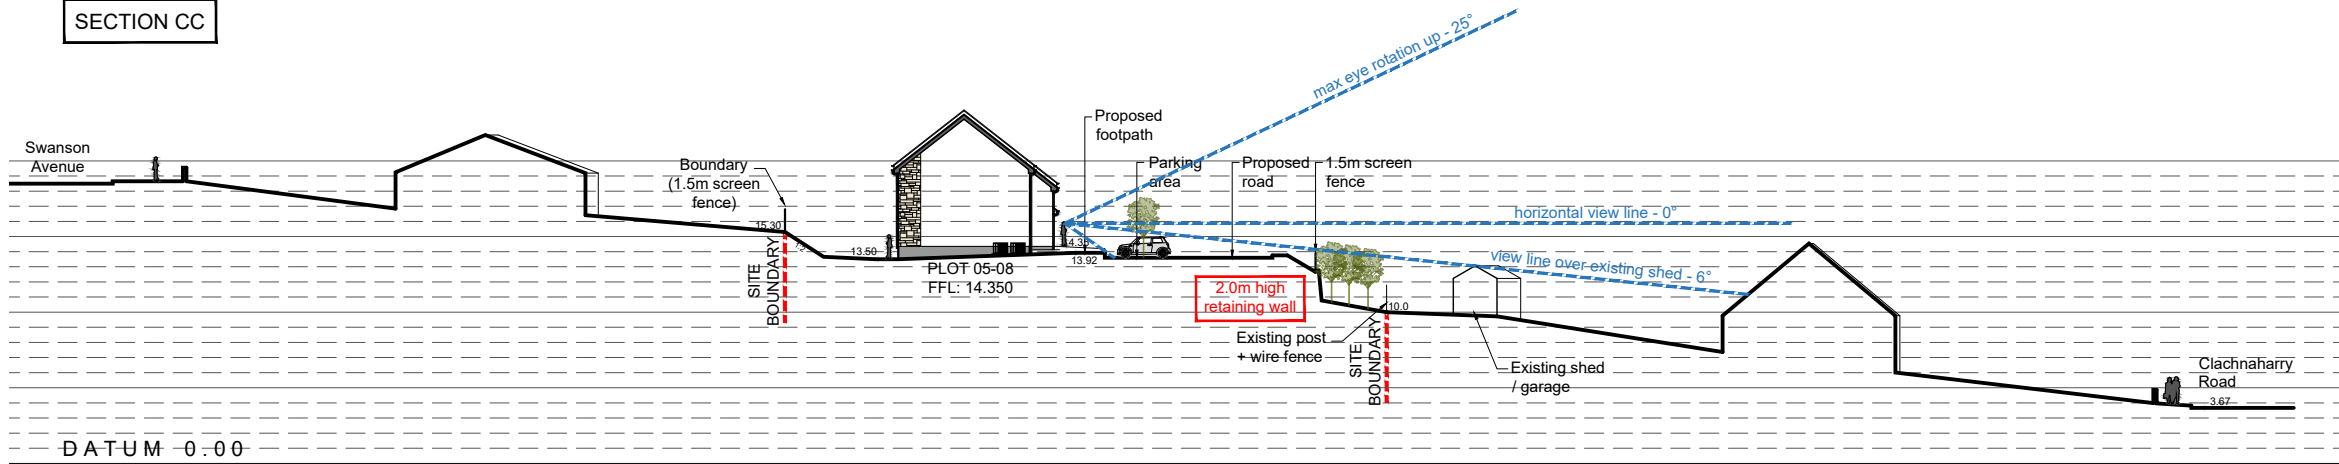 SECTION CC
max eye rotation up - 25°
Swanson
Avenue
Boundary
(1.5m screen
fence)
Proposed
footpath
Parking
area
Proposed
road
1.5m screen
fence
horizontal view line - 0°
view line over existing shed - 6°
15.30
1:2
13.50
14.35
13.92
PLOT 05-08
FFL: 14.350
SITE
BOUNDARY
2.0m high
retaining wall
10.0
Existing post
+ wire fence
SITE
BOUNDARY
Existing shed
/ garage
Clachnaharry
Road
3.67
DATUM 0.00